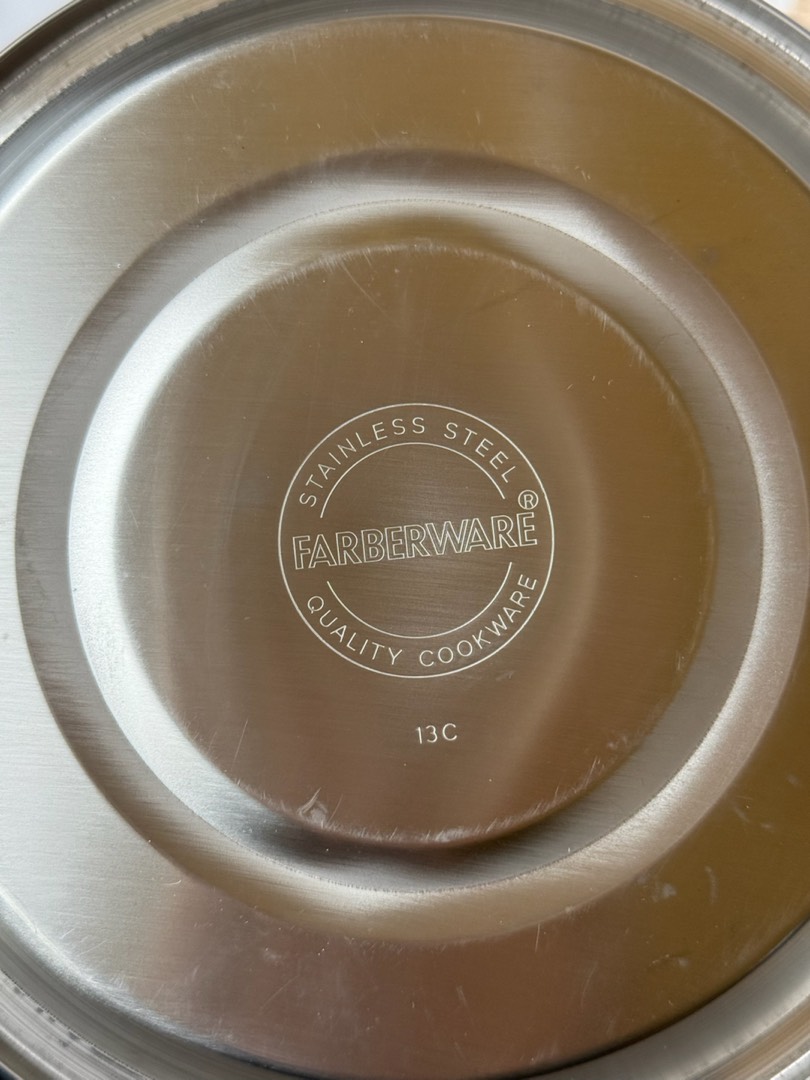 STAINLESS STEEL
FARBERWARE®
QUALITY COOKWARE
13C